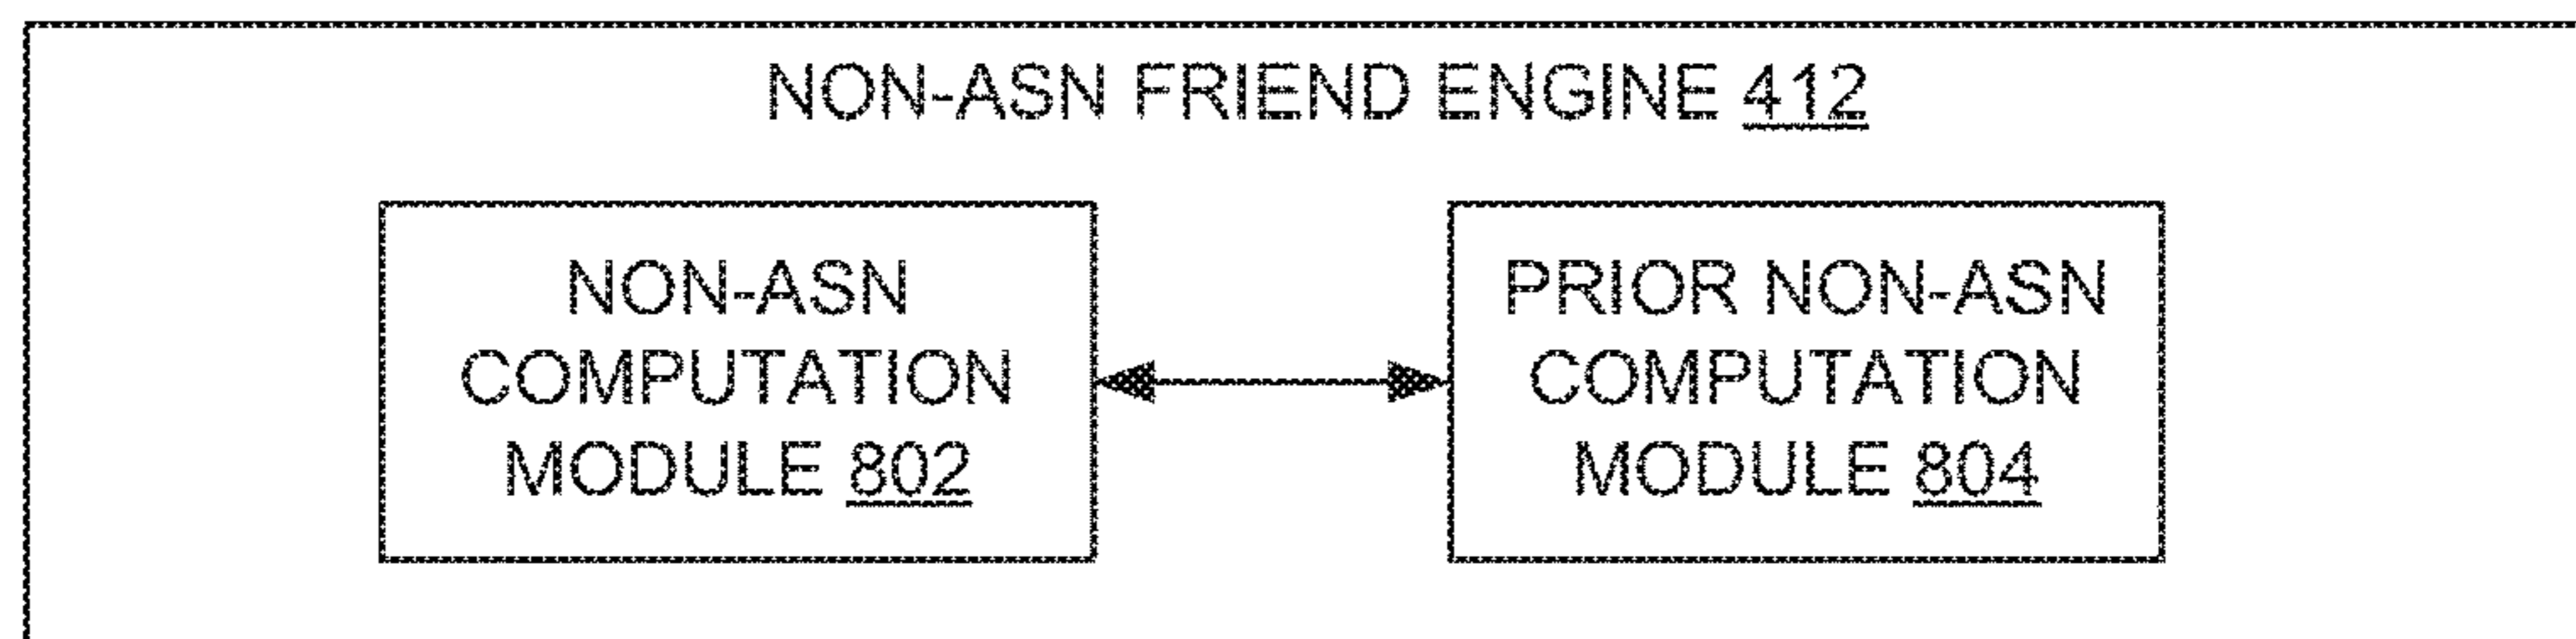 NON-ASN FRIEND ENGINE 412
NON-ASN
COMPUTATION
MODULE 802
PRIOR NON-ASN
COMPUTATION
MODULE 804